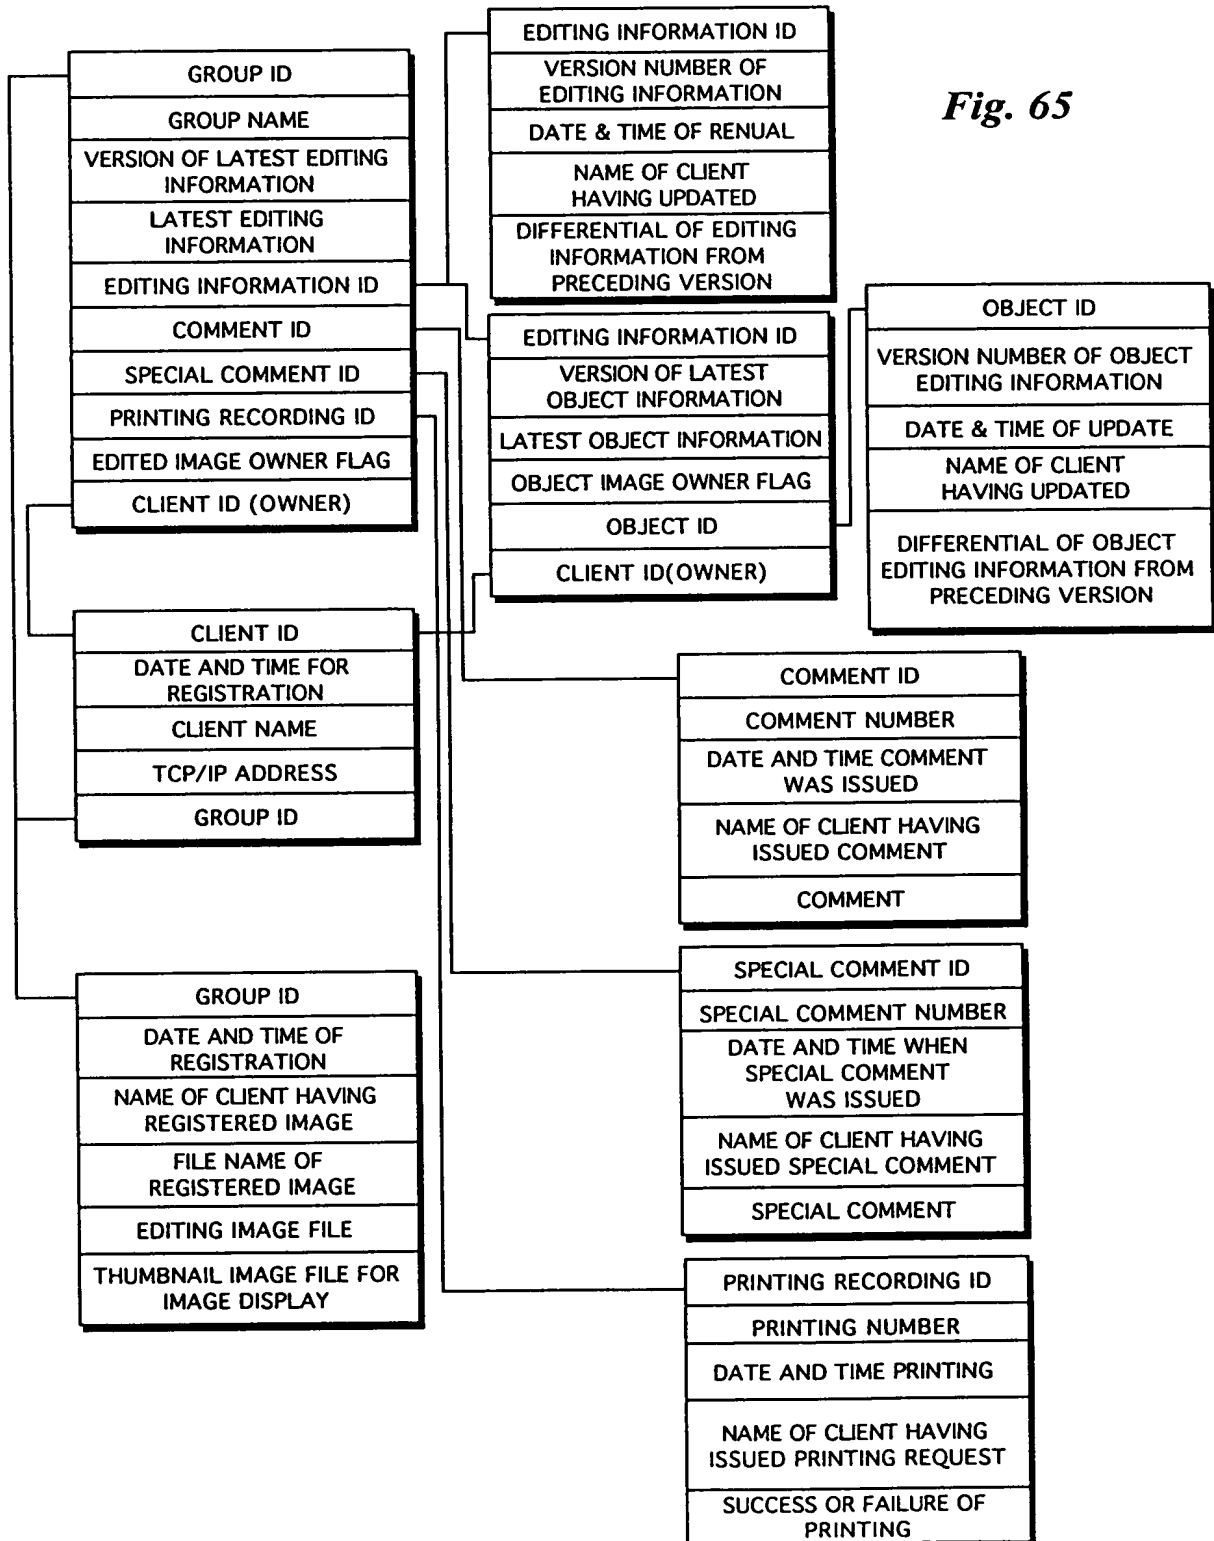 Fig. 65
GROUP ID
GROUP NAME
VERSION OF LATEST EDITING
INFORMATION
LATEST EDITING
INFORMATION
EDITING INFORMATION ID
COMMENT ID
SPECIAL COMMENT ID
PRINTING RECORDING ID
EDITED IMAGE OWNER FLAG
CLIENT ID (OWNER)
CLIENT ID
DATE AND TIME FOR
REGISTRATION
CLIENT NAME
TCP/IP ADDRESS
GROUP ID
GROUP ID
DATE AND TIME OF
REGISTRATION
NAME OF CLIENT HAVING
REGISTERED IMAGE
FILE NAME OF
REGISTERED IMAGE
EDITING IMAGE FILE
THUMBNAIL IMAGE FILE FOR
IMAGE DISPLAY
EDITING INFORMATION ID
VERSION NUMBER OF
EDITING INFORMATION
DATE & TIME OF RENUAL
NAME OF CLIENT
HAVING UPDATED
DIFFERENTIAL OF EDITING
INFORMATION FROM
PRECEDING VERSION
EDITING INFORMATION ID
VERSION OF LATEST
OBJECT INFORMATION
LATEST OBJECT INFORMATION
OBJECT IMAGE OWNER FLAG
OBJECT ID
CLIENT ID(OWNER)
OBJECT ID
VERSION NUMBER OF OBJECT
EDITING INFORMATION
DATE & TIME OF UPDATE
NAME OF CLIENT
HAVING UPDATED
DIFFERENTIAL OF OBJECT
EDITING INFORMATION FROM
PRECEDING VERSION
COMMENT ID
COMMENT NUMBER
DATE AND TIME COMMENT
WAS ISSUED
NAME OF CLIENT HAVING
ISSUED COMMENT
COMMENT
SPECIAL COMMENT ID
SPECIAL COMMENT NUMBER
DATE AND TIME WHEN
SPECIAL COMMENT
WAS ISSUED
NAME OF CLIENT HAVING
ISSUED SPECIAL COMMENT
SPECIAL COMMENT
PRINTING RECORDING ID
PRINTING NUMBER
DATE AND TIME PRINTING
NAME OF CLIENT HAVING
ISSUED PRINTING REQUEST
SUCCESS OR FAILURE OF
PRINTING